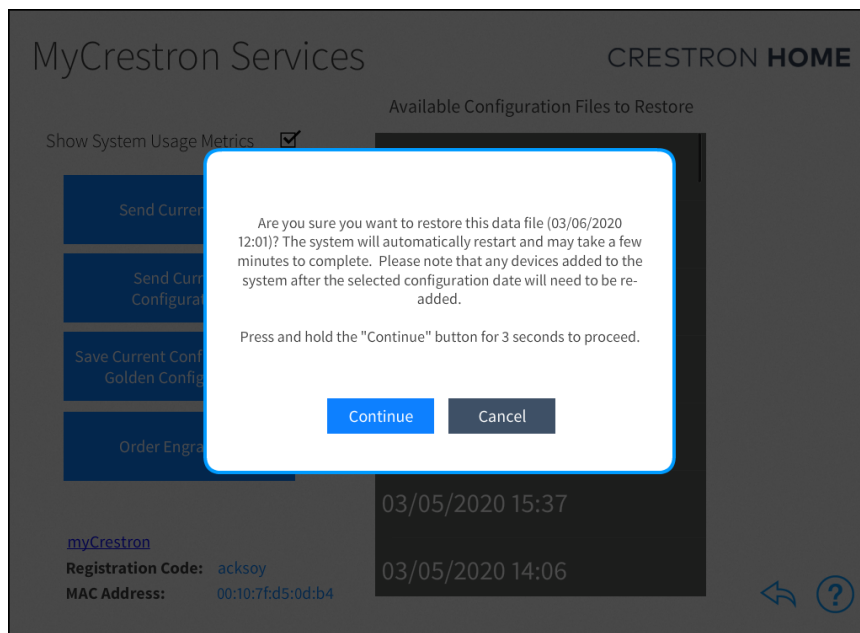 MyCrestron Services
CRESTRON HOME
Available Configuration Files to Restore
Show System Usage Metrics
Send Curren
Send Curr
Configurat
Save Current Conf
Golden Config
Order Engra
Are you sure you want to restore this data file (03/06/2020
12:01)? The system will automatically restart and may take a few
minutes to complete. Please note that any devices added to the
system after the selected configuration date will need to be re-
added.
Press and hold the "Continue" button for 3 seconds to proceed.
Continue
Cancel
03/05/2020 15:37
03/05/2020 14:06
myCrestron
Registration Code: acksoy
MAC Address: 00:10:7f:d5:0d:b4
?